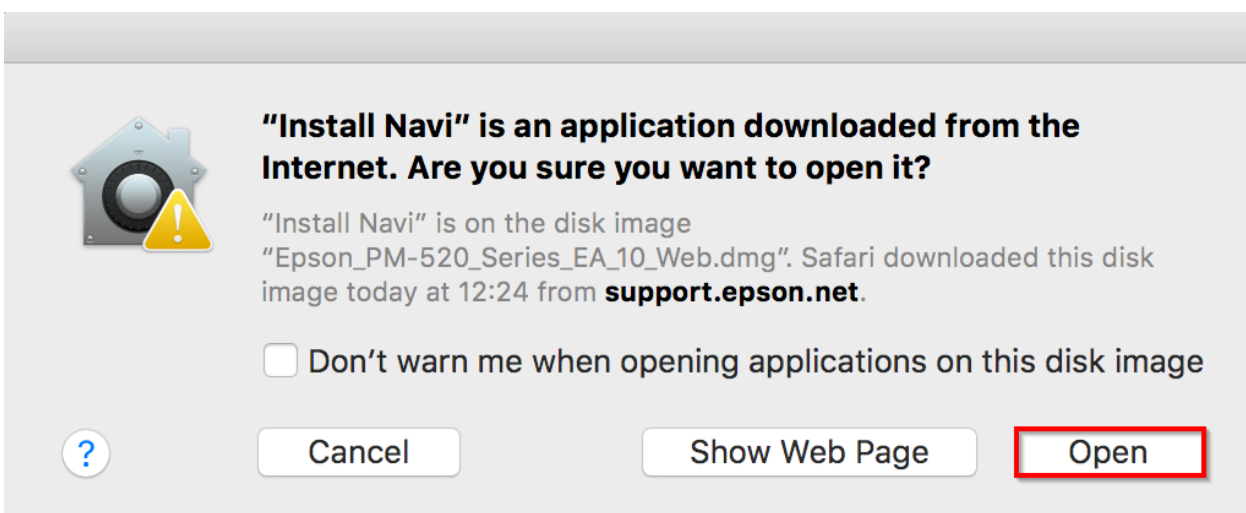 “Install Navi” is an application downloaded from the
Internet. Are you sure you want to open it?
“Install Navi” is on the disk image
“Epson_PM-520_Series_EA_10_Web.dmg”. Safari downloaded this disk
image today at 12:24 from support.epson.net.
Don’t warn me when opening applications on this disk image
? Cancel Show Web Page Open